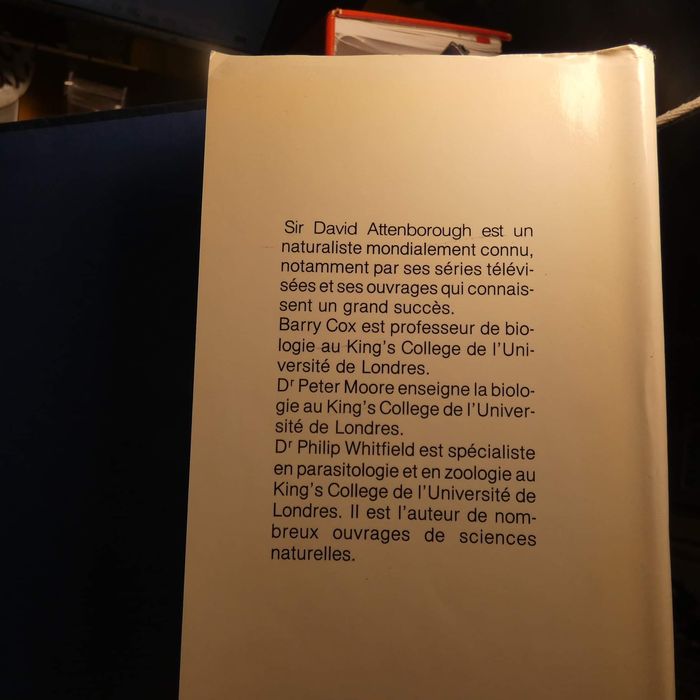 Sir David Attenborough est un
naturaliste mondialement connu,
notamment par ses séries télévi-
sées et ses ouvrages qui connais-
sent un grand succès.
Barry Cox est professeur de bio-
logie au King's College de l'Uni-
versité de Londres.
Dʳ Peter Moore enseigne la biolo-
gie au King's College de l'Univer-
sité de Londres.
Dʳ Philip Whitfield est spécialiste
en parasitologie et en zoologie au
King's College de l'Université de
Londres. Il est l'auteur de nom-
breux ouvrages de sciences
naturelles.